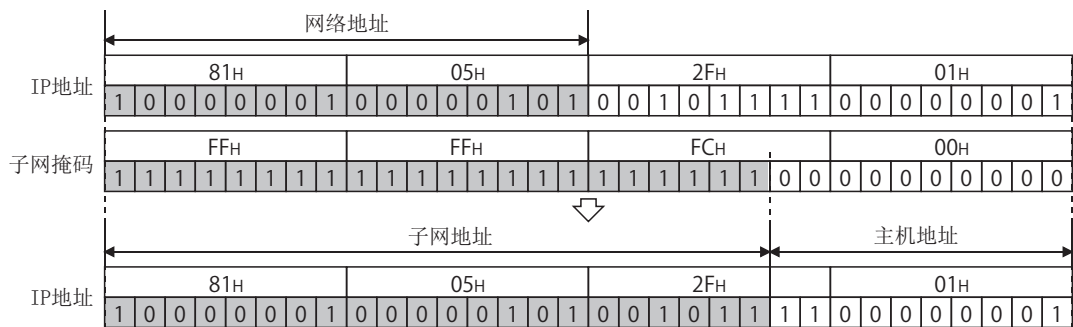 网络地址
IP地址
81H 05H 2FH 01H
1 0 0 0 0 0 0 1 0 0 0 0 0 1 0 1 0 0 1 0 1 1 1 1 0 0 0 0 0 0 0 1
子网掩码
FFH FFH FCH 00H
1 1 1 1 1 1 1 1 1 1 1 1 1 1 1 1 1 1 1 1 1 1 0 0 0 0 0 0 0 0 0 0
子网地址 主机地址
IP地址
81H 05H 2FH 01H
1 0 0 0 0 0 0 1 0 0 0 0 0 1 0 1 0 0 1 0 1 1 1 1 0 0 0 0 0 0 0 1